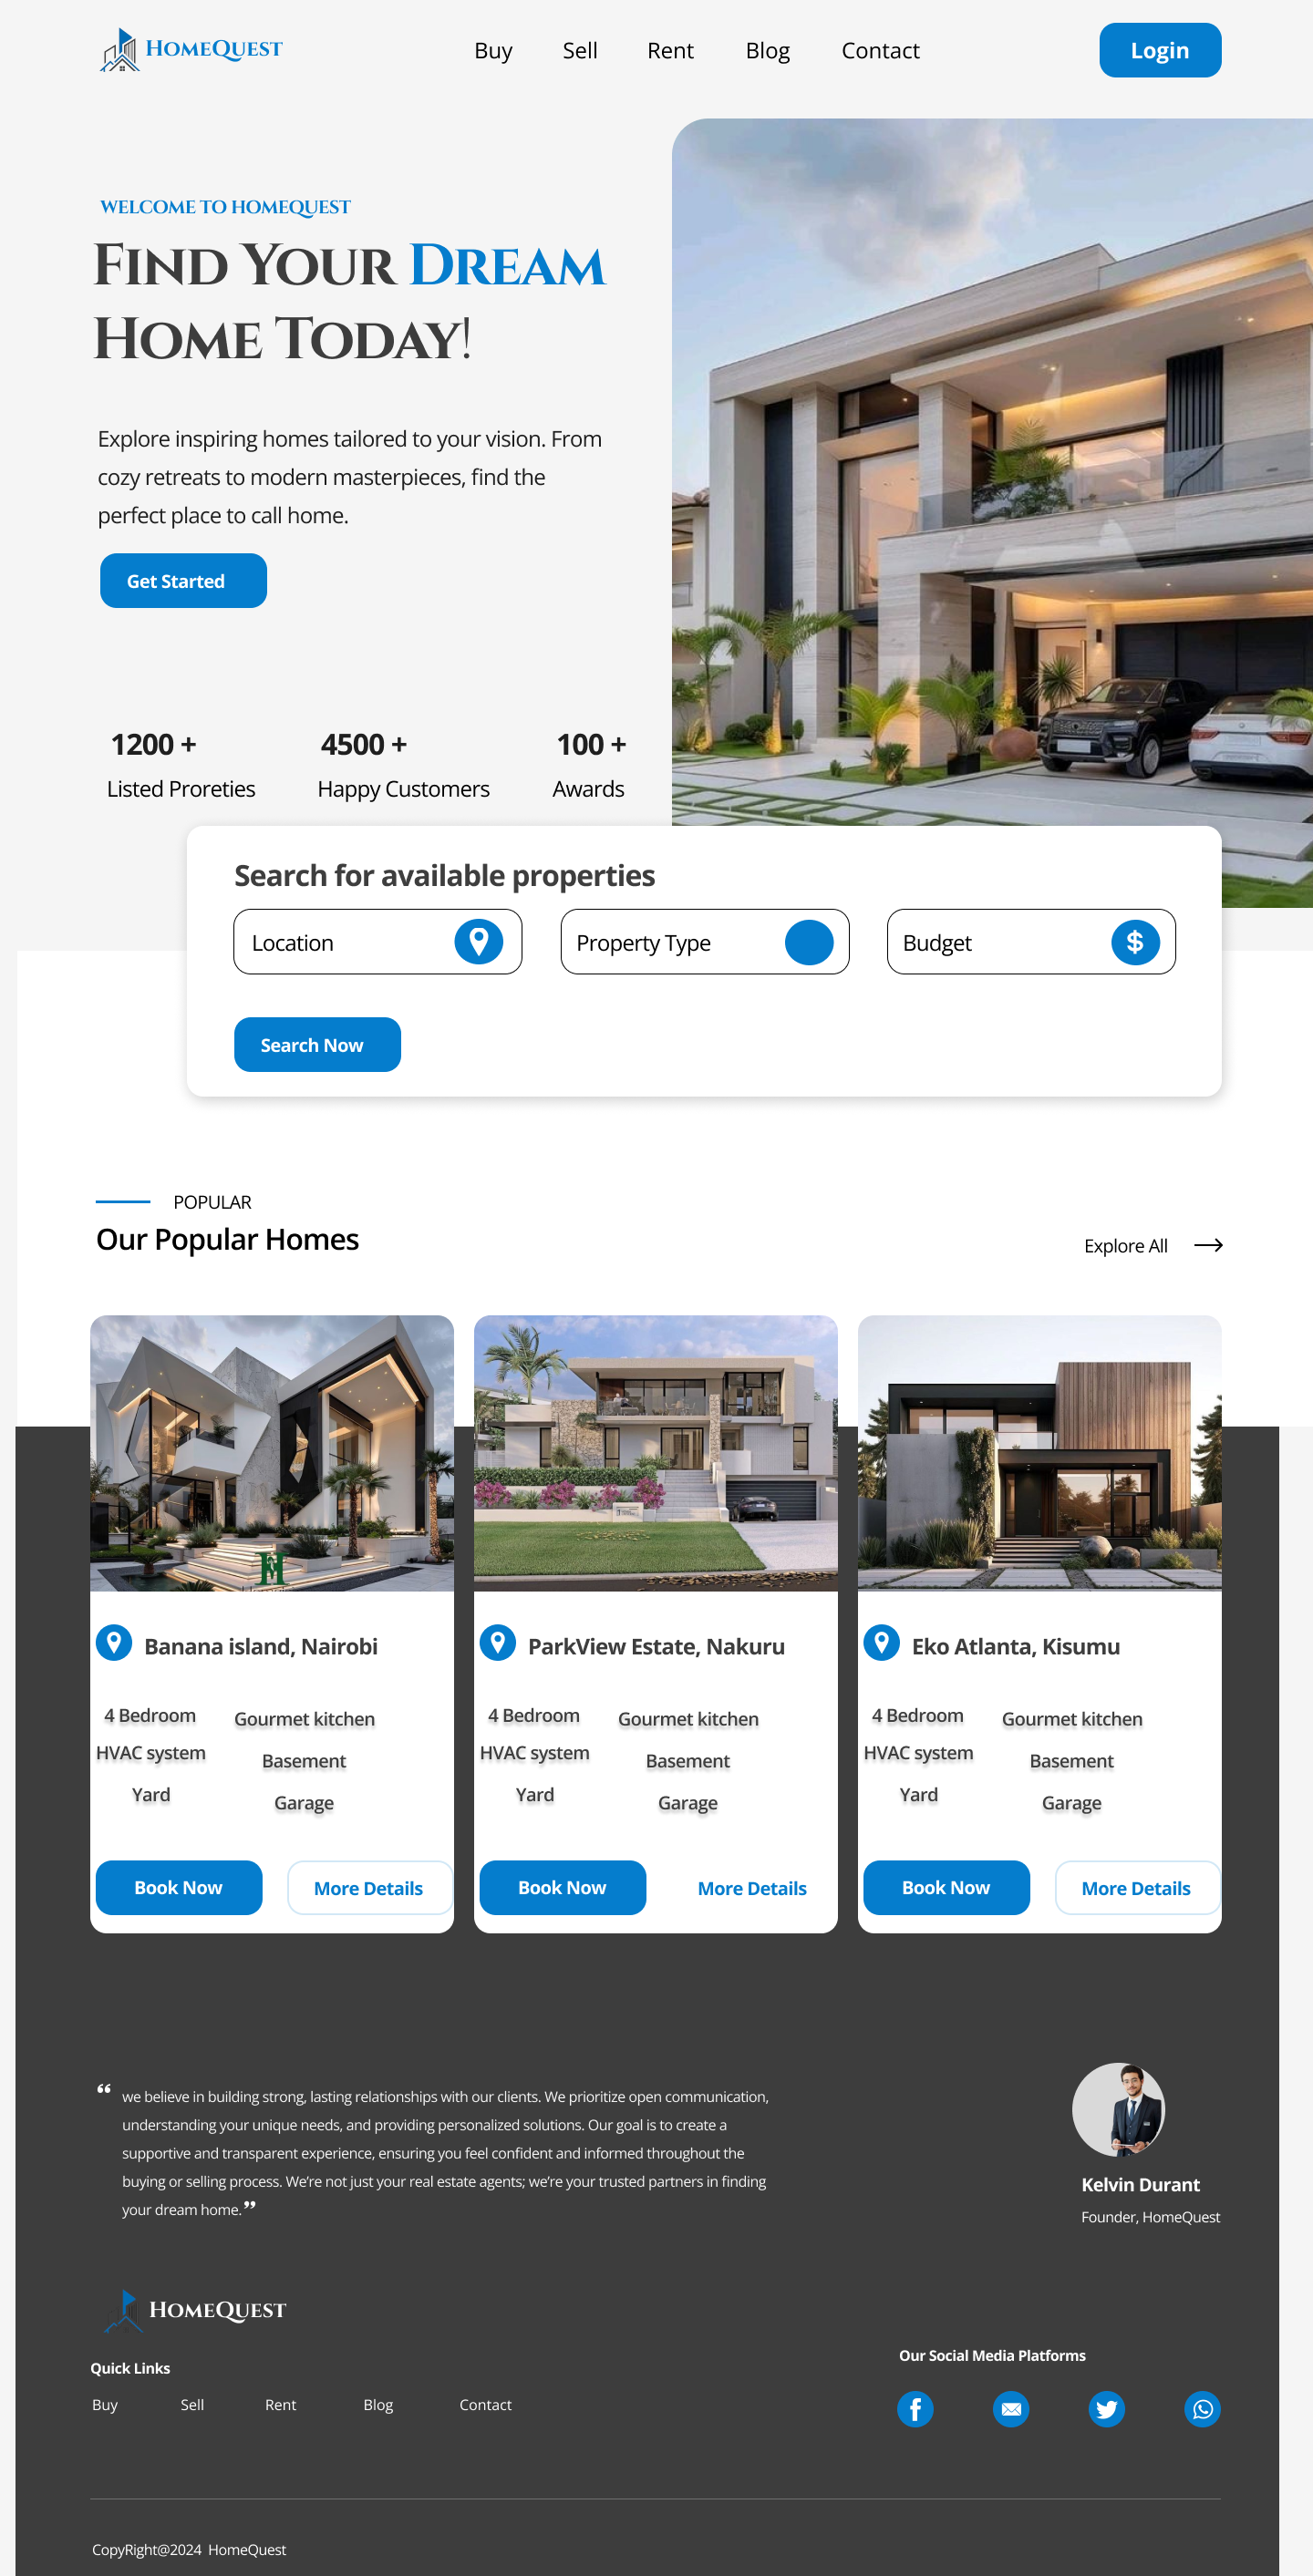 HomeQuest
Buy Sell Rent Blog Contact
Login
WELCOME TO HOMEQUEST
Find Your Dream
Home Today!
Explore inspiring homes tailored to your vision. From
cozy retreats to modern masterpieces, find the
perfect place to call home.
Get Started
1200 + 4500 + 100 +
Listed Proreties Happy Customers Awards
Search for available properties
Location Property Type Budget $
Search Now
POPULAR
Our Popular Homes
Explore All
Banana island, Nairobi
4 Bedroom Gourmet kitchen
HVAC system Basement
Yard Garage
Book Now More Details
ParkView Estate, Nakuru
4 Bedroom Gourmet kitchen
HVAC system Basement
Yard Garage
Book Now More Details
Eko Atlanta, Kisumu
4 Bedroom Gourmet kitchen
HVAC system Basement
Yard Garage
Book Now More Details
“ we believe in building strong, lasting relationships with our clients. We prioritize open communication,
understanding your unique needs, and providing personalized solutions. Our goal is to create a
supportive and transparent experience, ensuring you feel confident and informed throughout the
buying or selling process. We’re not just your real estate agents; we’re your trusted partners in finding
your dream home.”
Kelvin Durant
Founder, HomeQuest
HomeQuest
Quick Links
Buy Sell Rent Blog Contact
Our Social Media Platforms
CopyRight@2024 HomeQuest